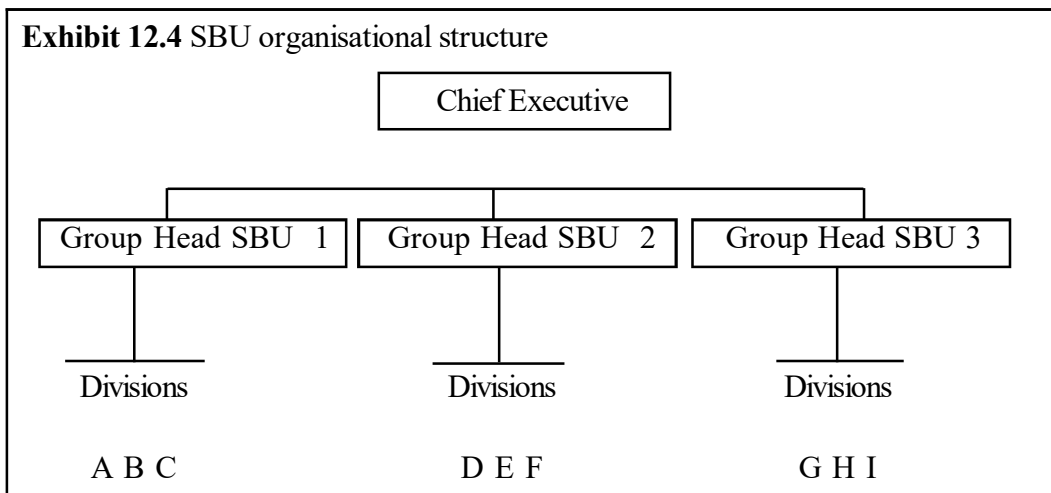 Exhibit 12.4 SBU organisational structure
Chief Executive
Group Head SBU 1
Group Head SBU 2
Group Head SBU 3
Divisions
Divisions
Divisions
A B C
D E F
G H I